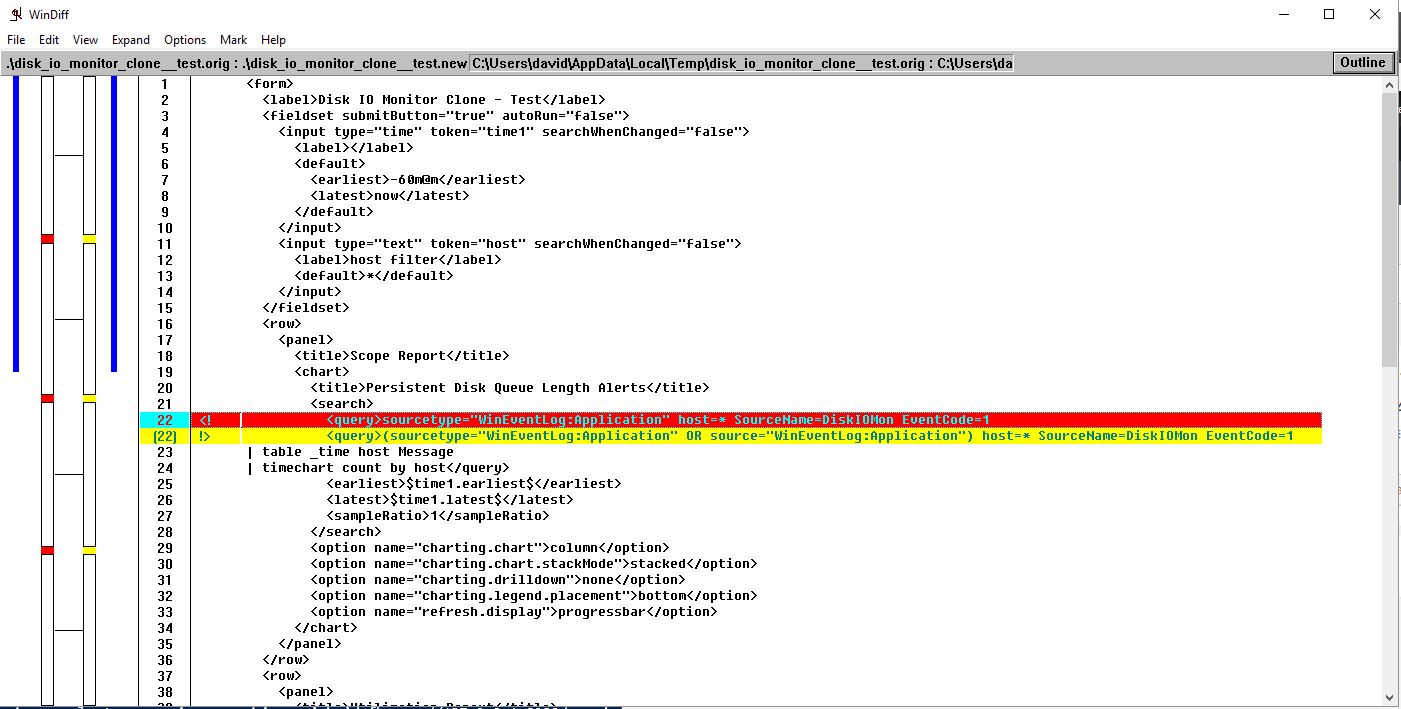 WinDiff
File Edit View Expand Options Mark Help
.\disk_io_monitor_clone__test.orig : .\disk_io_monitor_clone__test.new C:\Users\david\AppData\Local\Temp\disk_io_monitor_clone__test.orig : C:\Users\da Outline
1 <form>
2 <label>Disk IO Monitor Clone - Test</label>
3 <fieldset submitButton="true" autoRun="false">
4 <input type="time" token="time1" searchWhenChanged="false">
5 <label></label>
6 <default>
7 <earliest>-60m@m</earliest>
8 <latest>now</latest>
9 </default>
10 </input>
11 <input type="text" token="host" searchWhenChanged="false">
12 <label>host filter</label>
13 <default>*</default>
14 </input>
15 </fieldset>
16 <row>
17 <panel>
18 <title>Scope Report</title>
19 <chart>
20 <title>Persistent Disk Queue Length Alerts</title>
21 <search>
22 <! <query>sourcetype="WinEventLog:Application" host=* SourceName=DiskIOMon EventCode=1
[22] !> <query>(sourcetype="WinEventLog:Application" OR source="WinEventLog:Application") host=* SourceName=DiskIOMon EventCode=1
23 | table _time host Message
24 | timechart count by host</query>
25 <earliest>$time1.earliest$</earliest>
26 <latest>$time1.latest$</latest>
27 <sampleRatio>1</sampleRatio>
28 </search>
29 <option name="charting.chart">column</option>
30 <option name="charting.chart.stackMode">stacked</option>
31 <option name="charting.drilldown">none</option>
32 <option name="charting.legend.placement">bottom</option>
33 <option name="refresh.display">progressbar</option>
34 </chart>
35 </panel>
36 </row>
37 <row>
38 <panel>
39 <title>Utilization Report</title>